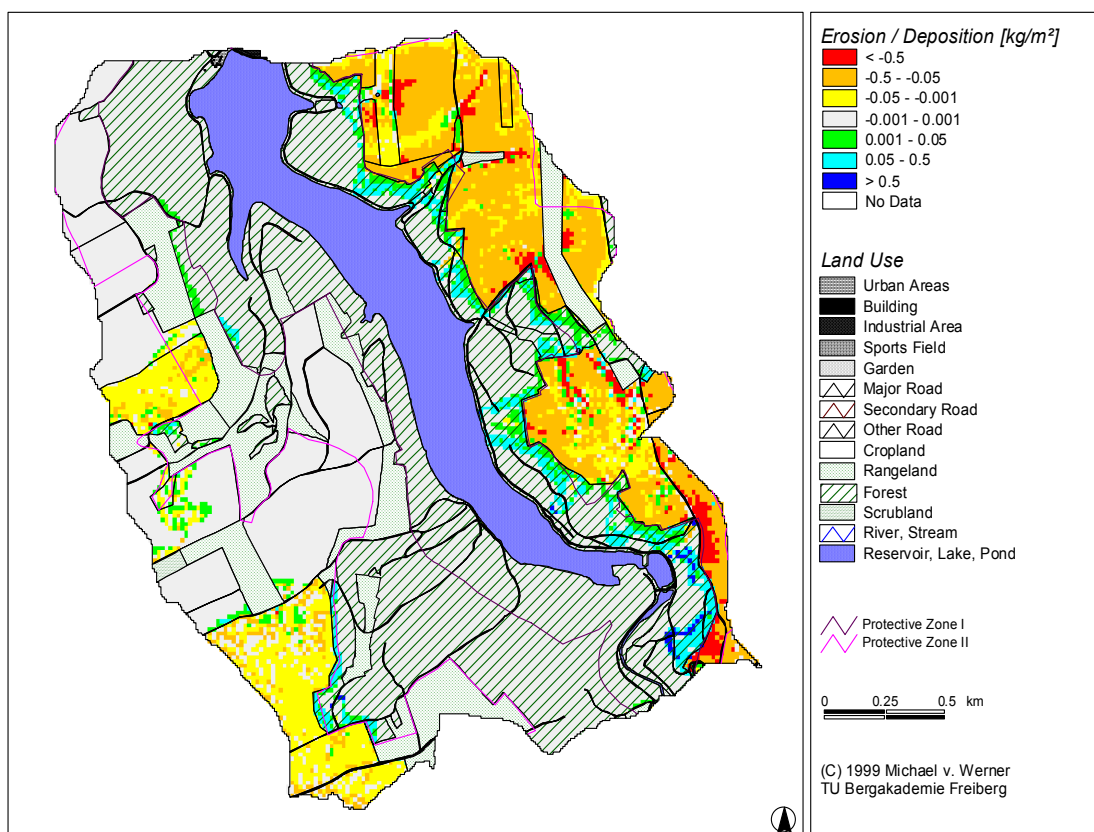 Erosion / Deposition [kg/m²]
< -0.5
-0.5 - -0.05
-0.05 - -0.001
-0.001 - 0.001
0.001 - 0.05
0.05 - 0.5
> 0.5
No Data
Land Use
Urban Areas
Building
Industrial Area
Sports Field
Garden
Major Road
Secondary Road
Other Road
Cropland
Rangeland
Forest
Scrubland
River, Stream
Reservoir, Lake, Pond
Protective Zone I
Protective Zone II
0 0.25 0.5 km
(C) 1999 Michael v. Werner
TU Bergakademie Freiberg